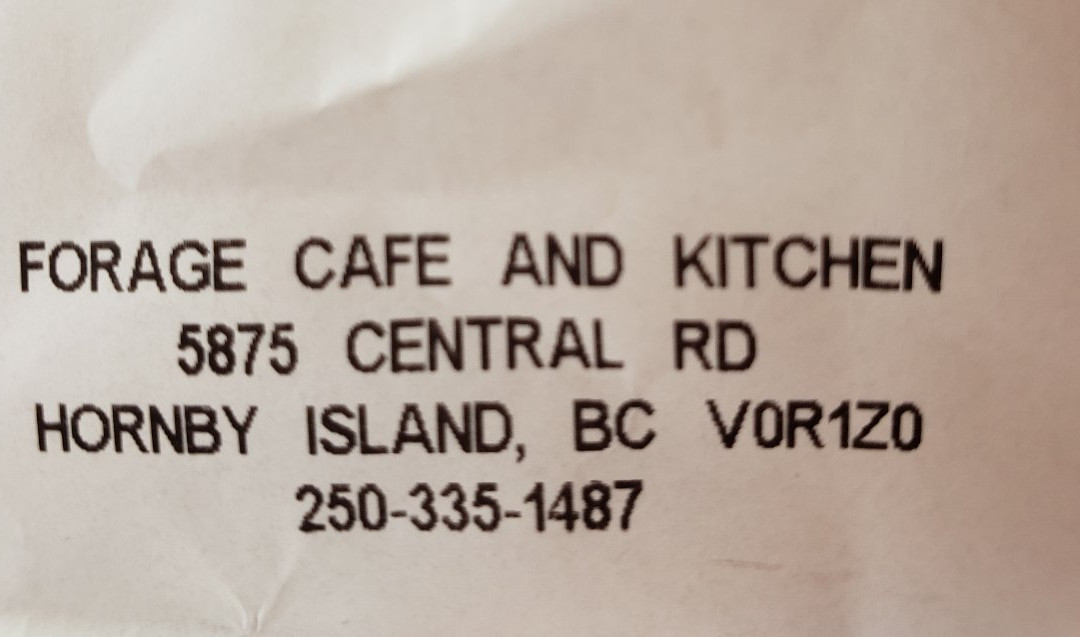 FORAGE CAFE AND KITCHEN
5875 CENTRAL RD
HORNBY ISLAND, BC V0R1Z0
250-335-1487